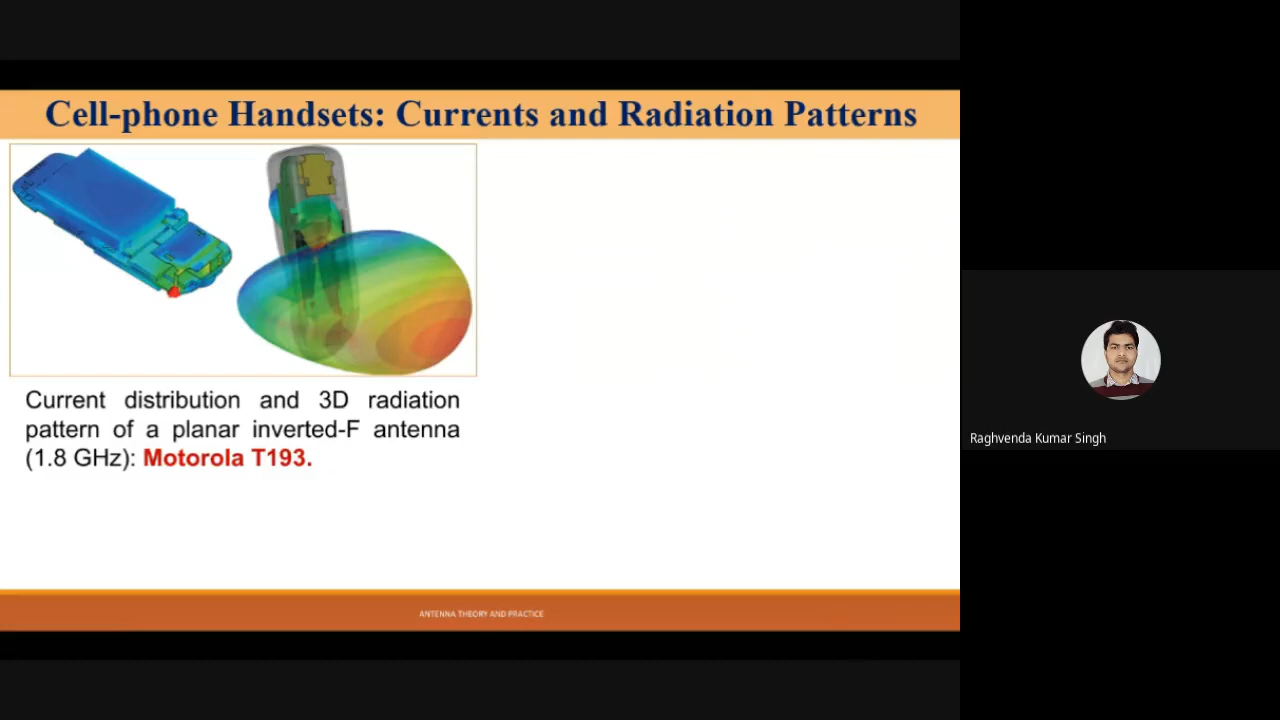 Cell-phone Handsets: Currents and Radiation Patterns
Current distribution and 3D radiation
pattern of a planar inverted-F antenna
(1.8 GHz): Motorola T193.
Raghvenda Kumar Singh
ANTENNA THEORY AND PRACTICE